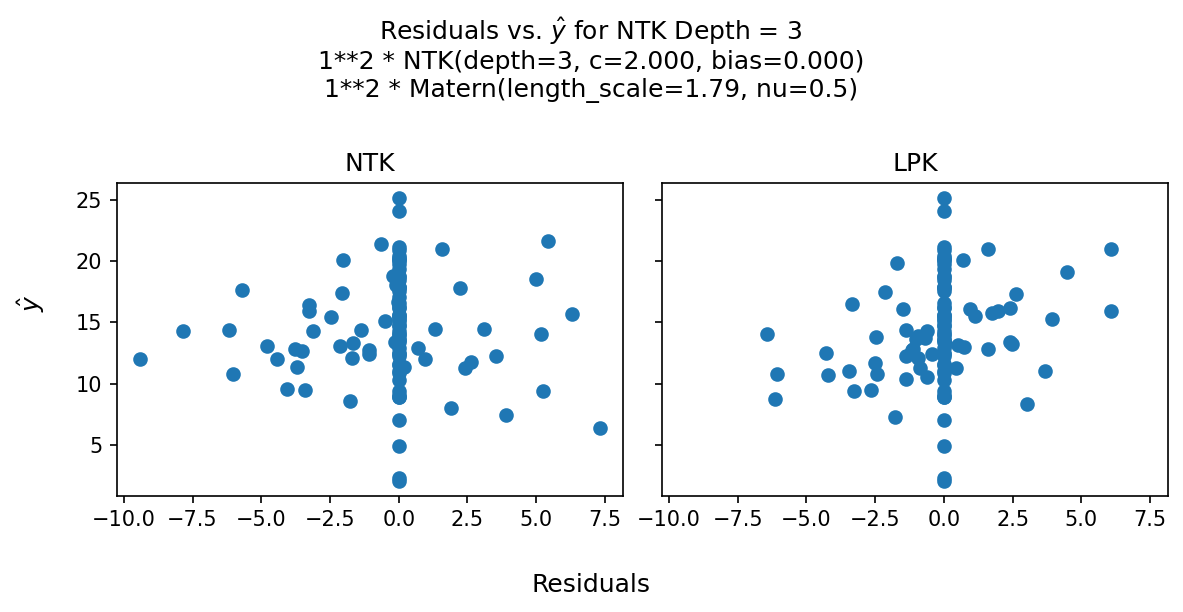 Residuals vs. ŷ for NTK Depth = 3
1**2 * NTK(depth=3, c=2.000, bias=0.000)
1**2 * Matern(length_scale=1.79, nu=0.5)
NTK
LPK
25
20
15
10
5
ŷ
−10.0 −7.5 −5.0 −2.5 0.0 2.5 5.0 7.5
−10.0 −7.5 −5.0 −2.5 0.0 2.5 5.0 7.5
Residuals